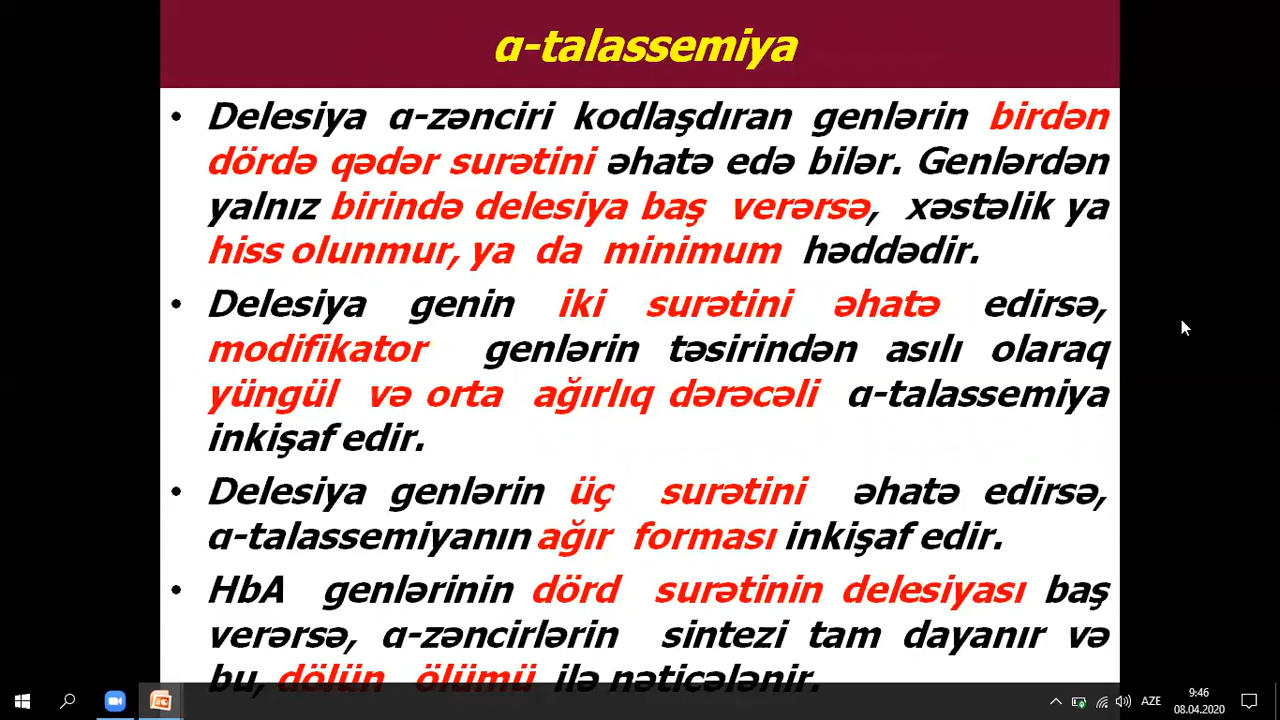 ɑ-talassemiya
• Delesiya ɑ-zənciri kodlaşdıran genlərin birdən
dördə qədər surətini əhatə edə bilər. Genlərdən
yalnız birində delesiya baş verərsə, xəstəlik ya
hiss olunmur, ya da minimum həddədir.
• Delesiya genin iki surətini əhatə edirsə,
modifikator genlərin təsirindən asılı olaraq
yüngül və orta ağırlıq dərəcəli ɑ-talassemiya
inkişaf edir.
• Delesiya genlərin üç surətini əhatə edirsə,
ɑ-talassemiyanın ağır forması inkişaf edir.
• HbA genlərinin dörd surətinin delesiyası baş
verərsə, ɑ-zəncirlərin sintezi tam dayanır və
bu, dölün ölümü ilə nəticələnir.
AZE
9:46
08.04.2020